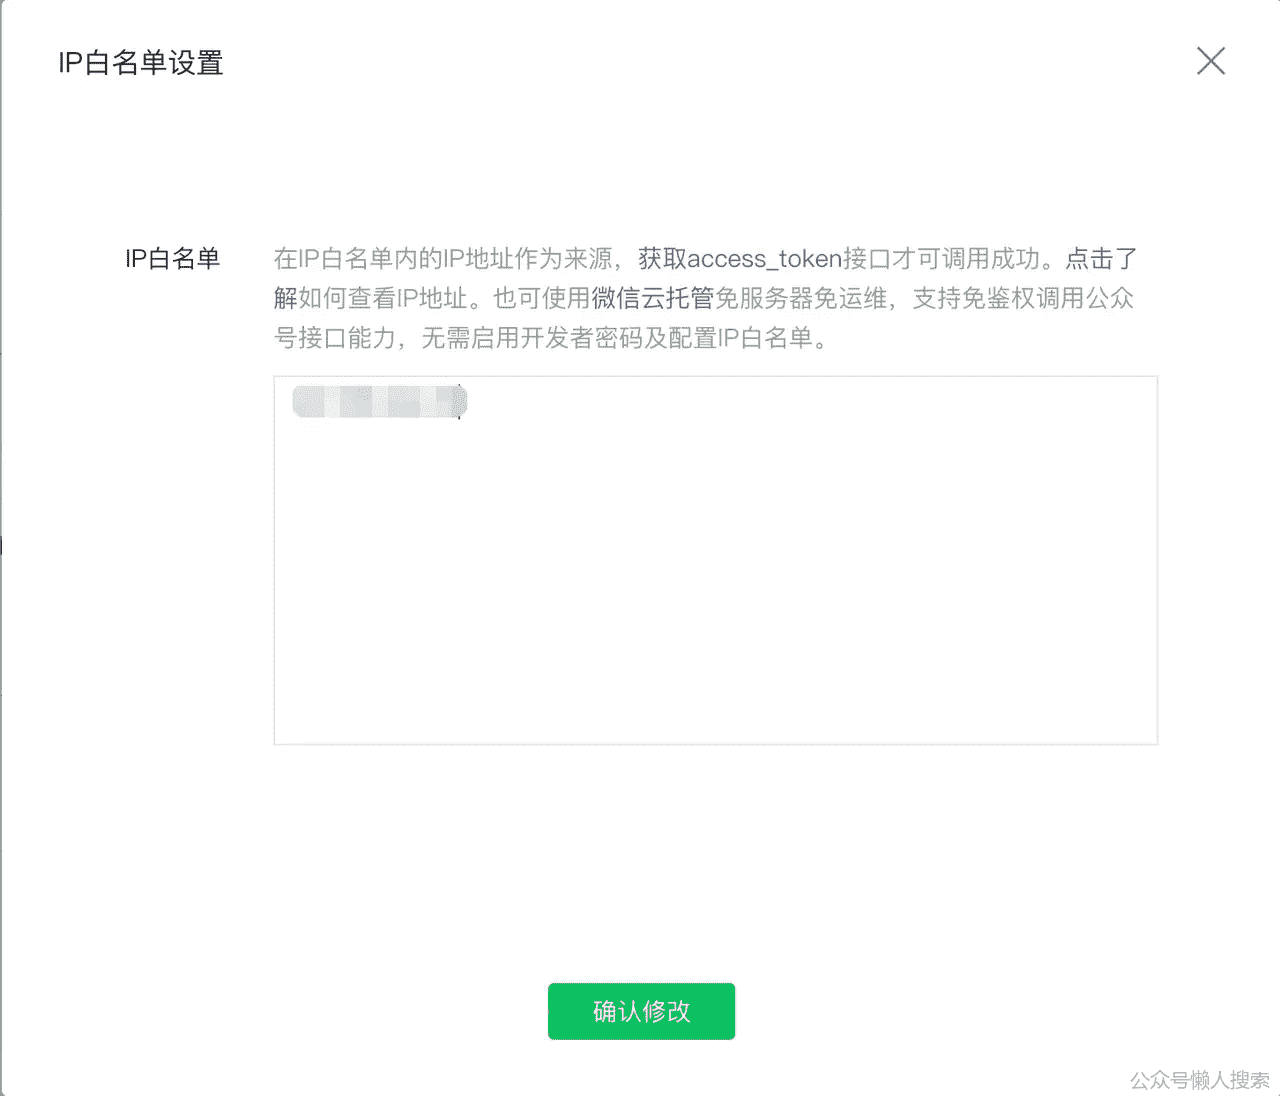 IP白名单设置
IP白名单
在IP白名单内的IP地址作为来源，获取access_token接口才可调用成功。点击了
解如何查看IP地址。也可使用微信云托管免服务器免运维，支持免鉴权调用公众
号接口能力，无需启用开发者密码及配置IP白名单。
确认修改
公众号懒人搜索